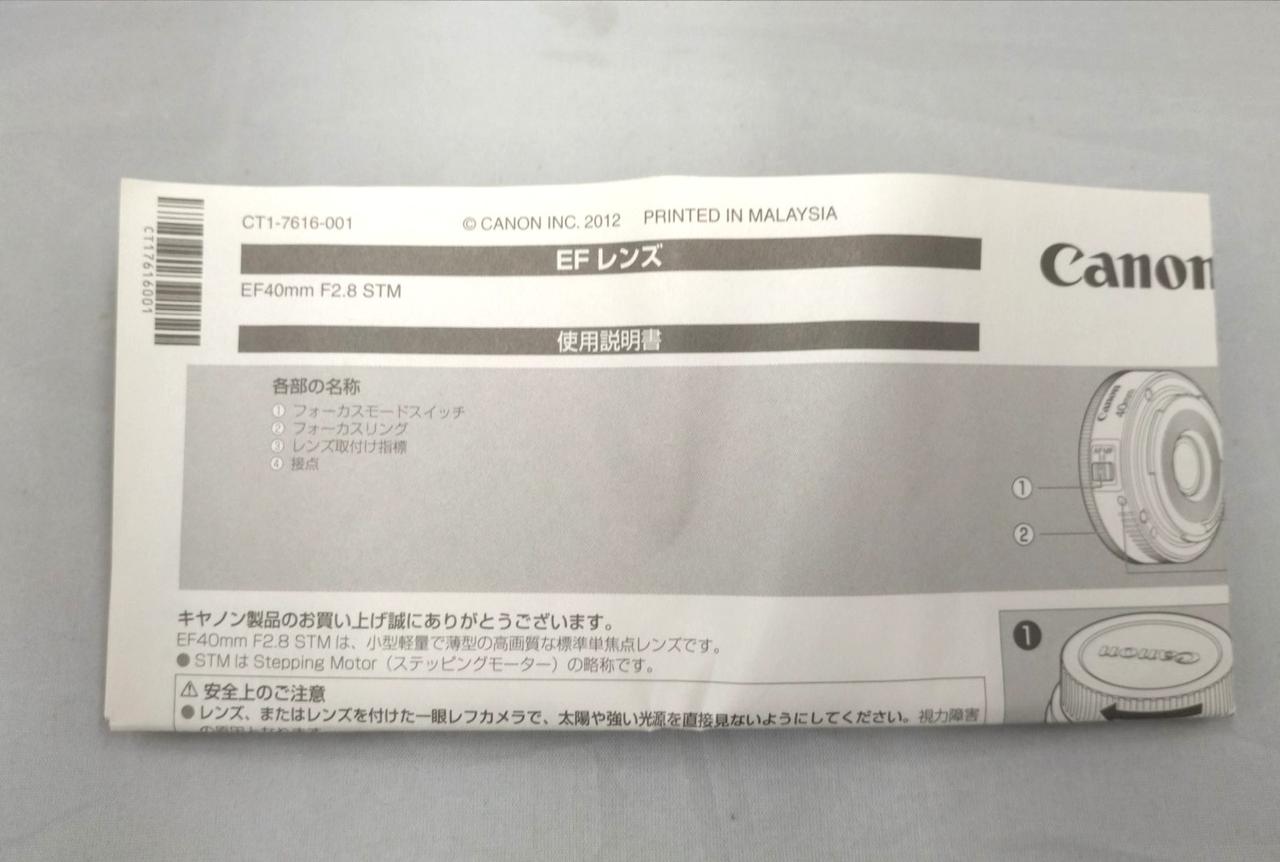 CT1-7616-001 © CANON INC. 2012 PRINTED IN MALAYSIA
CT17616001
EF レンズ
Canon
EF40mm F2.8 STM
使用説明書
各部の名称
① フォーカスモードスイッチ
② フォーカスリング
③ レンズ取付け指標
④ 接点
Canon
40mm
AF MF
①
②
キヤノン製品のお買い上げ誠にありがとうございます。
EF40mm F2.8 STM は、小型軽量で薄型の高画質な標準単焦点レンズです。
● STM は Stepping Motor（ステッピングモーター）の略称です。
⚠ 安全上のご注意
● レンズ、またはレンズを付けた一眼レフカメラで、太陽や強い光源を直接見ないようにしてください。視力障害
❶
Canon